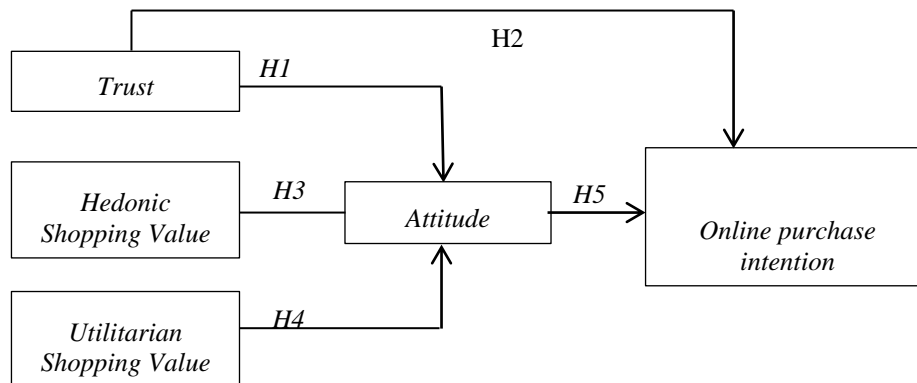 H2
H1
Trust
H3
Hedonic
Shopping Value
Attitude
H5
Online purchase
intention
H4
Utilitarian
Shopping Value